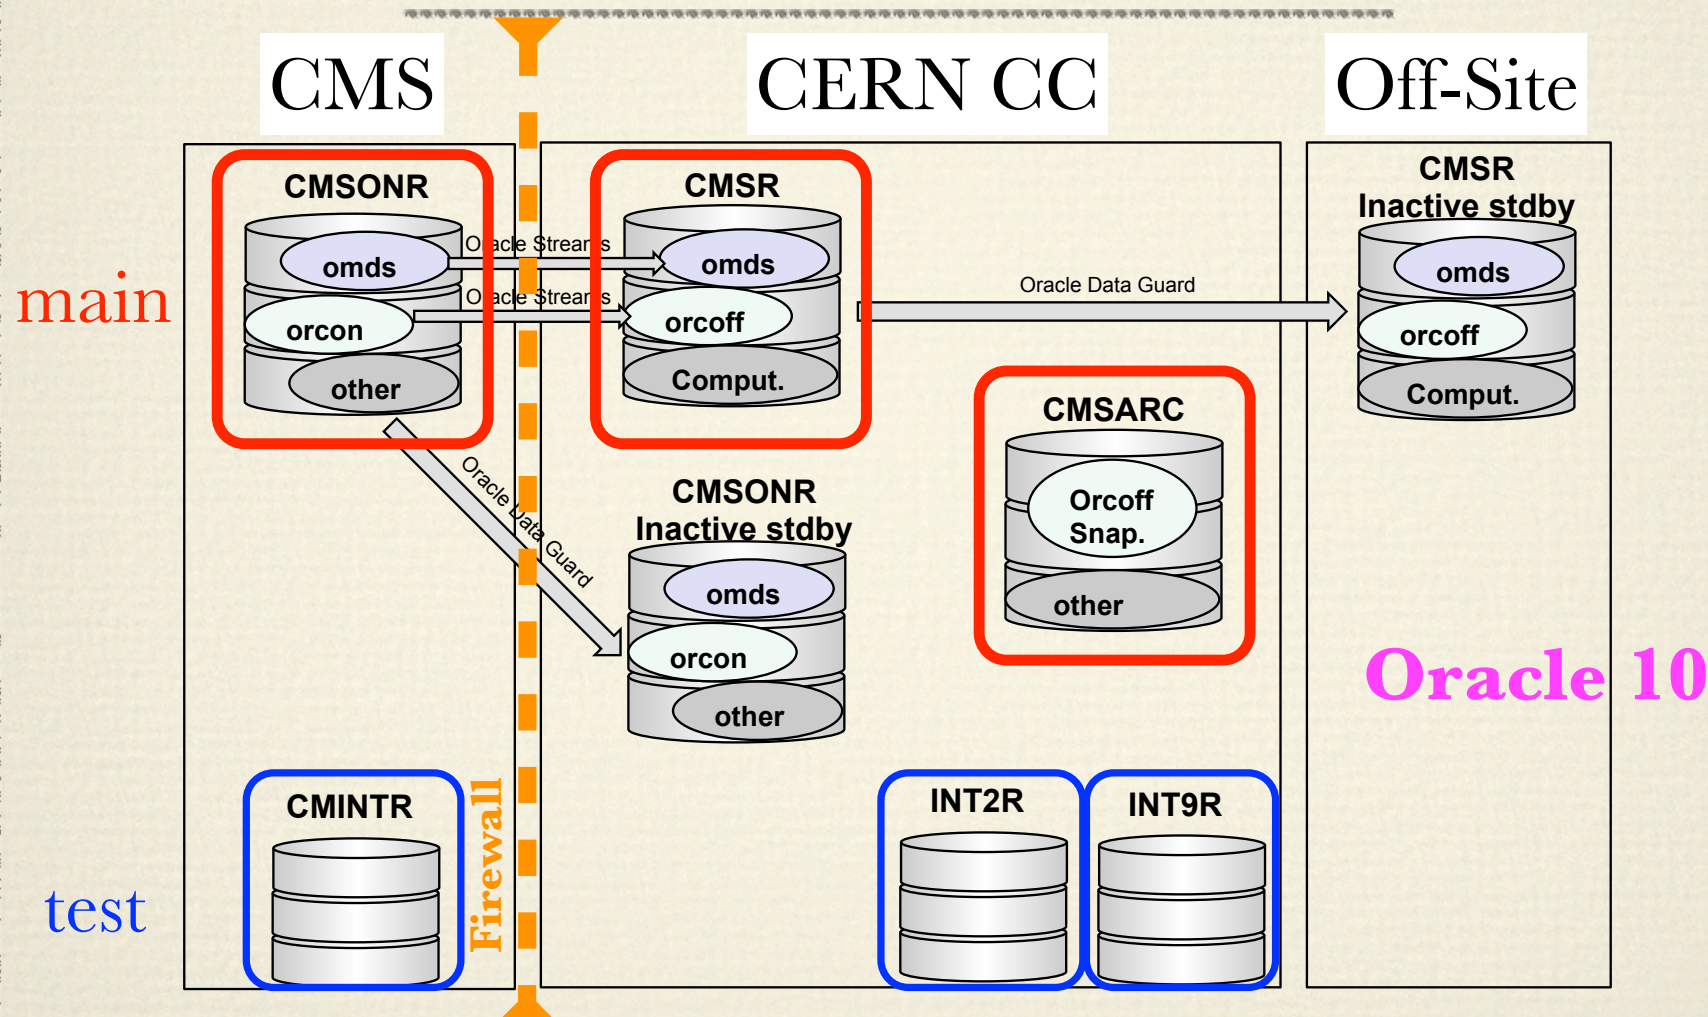 CMS
CERN CC
Off-Site
main
CMSONR
omds
orcon
other
Oracle Streams
Oracle Streams
CMSR
omds
orcoff
Comput.
Oracle Data Guard
CMSR
Inactive stdby
omds
orcoff
Comput.
Oracle Data Guard
CMSONR
Inactive stdby
omds
orcon
other
CMSARC
Orcoff
Snap.
other
Oracle 10
test
CMINTR
Firewall
INT2R
INT9R